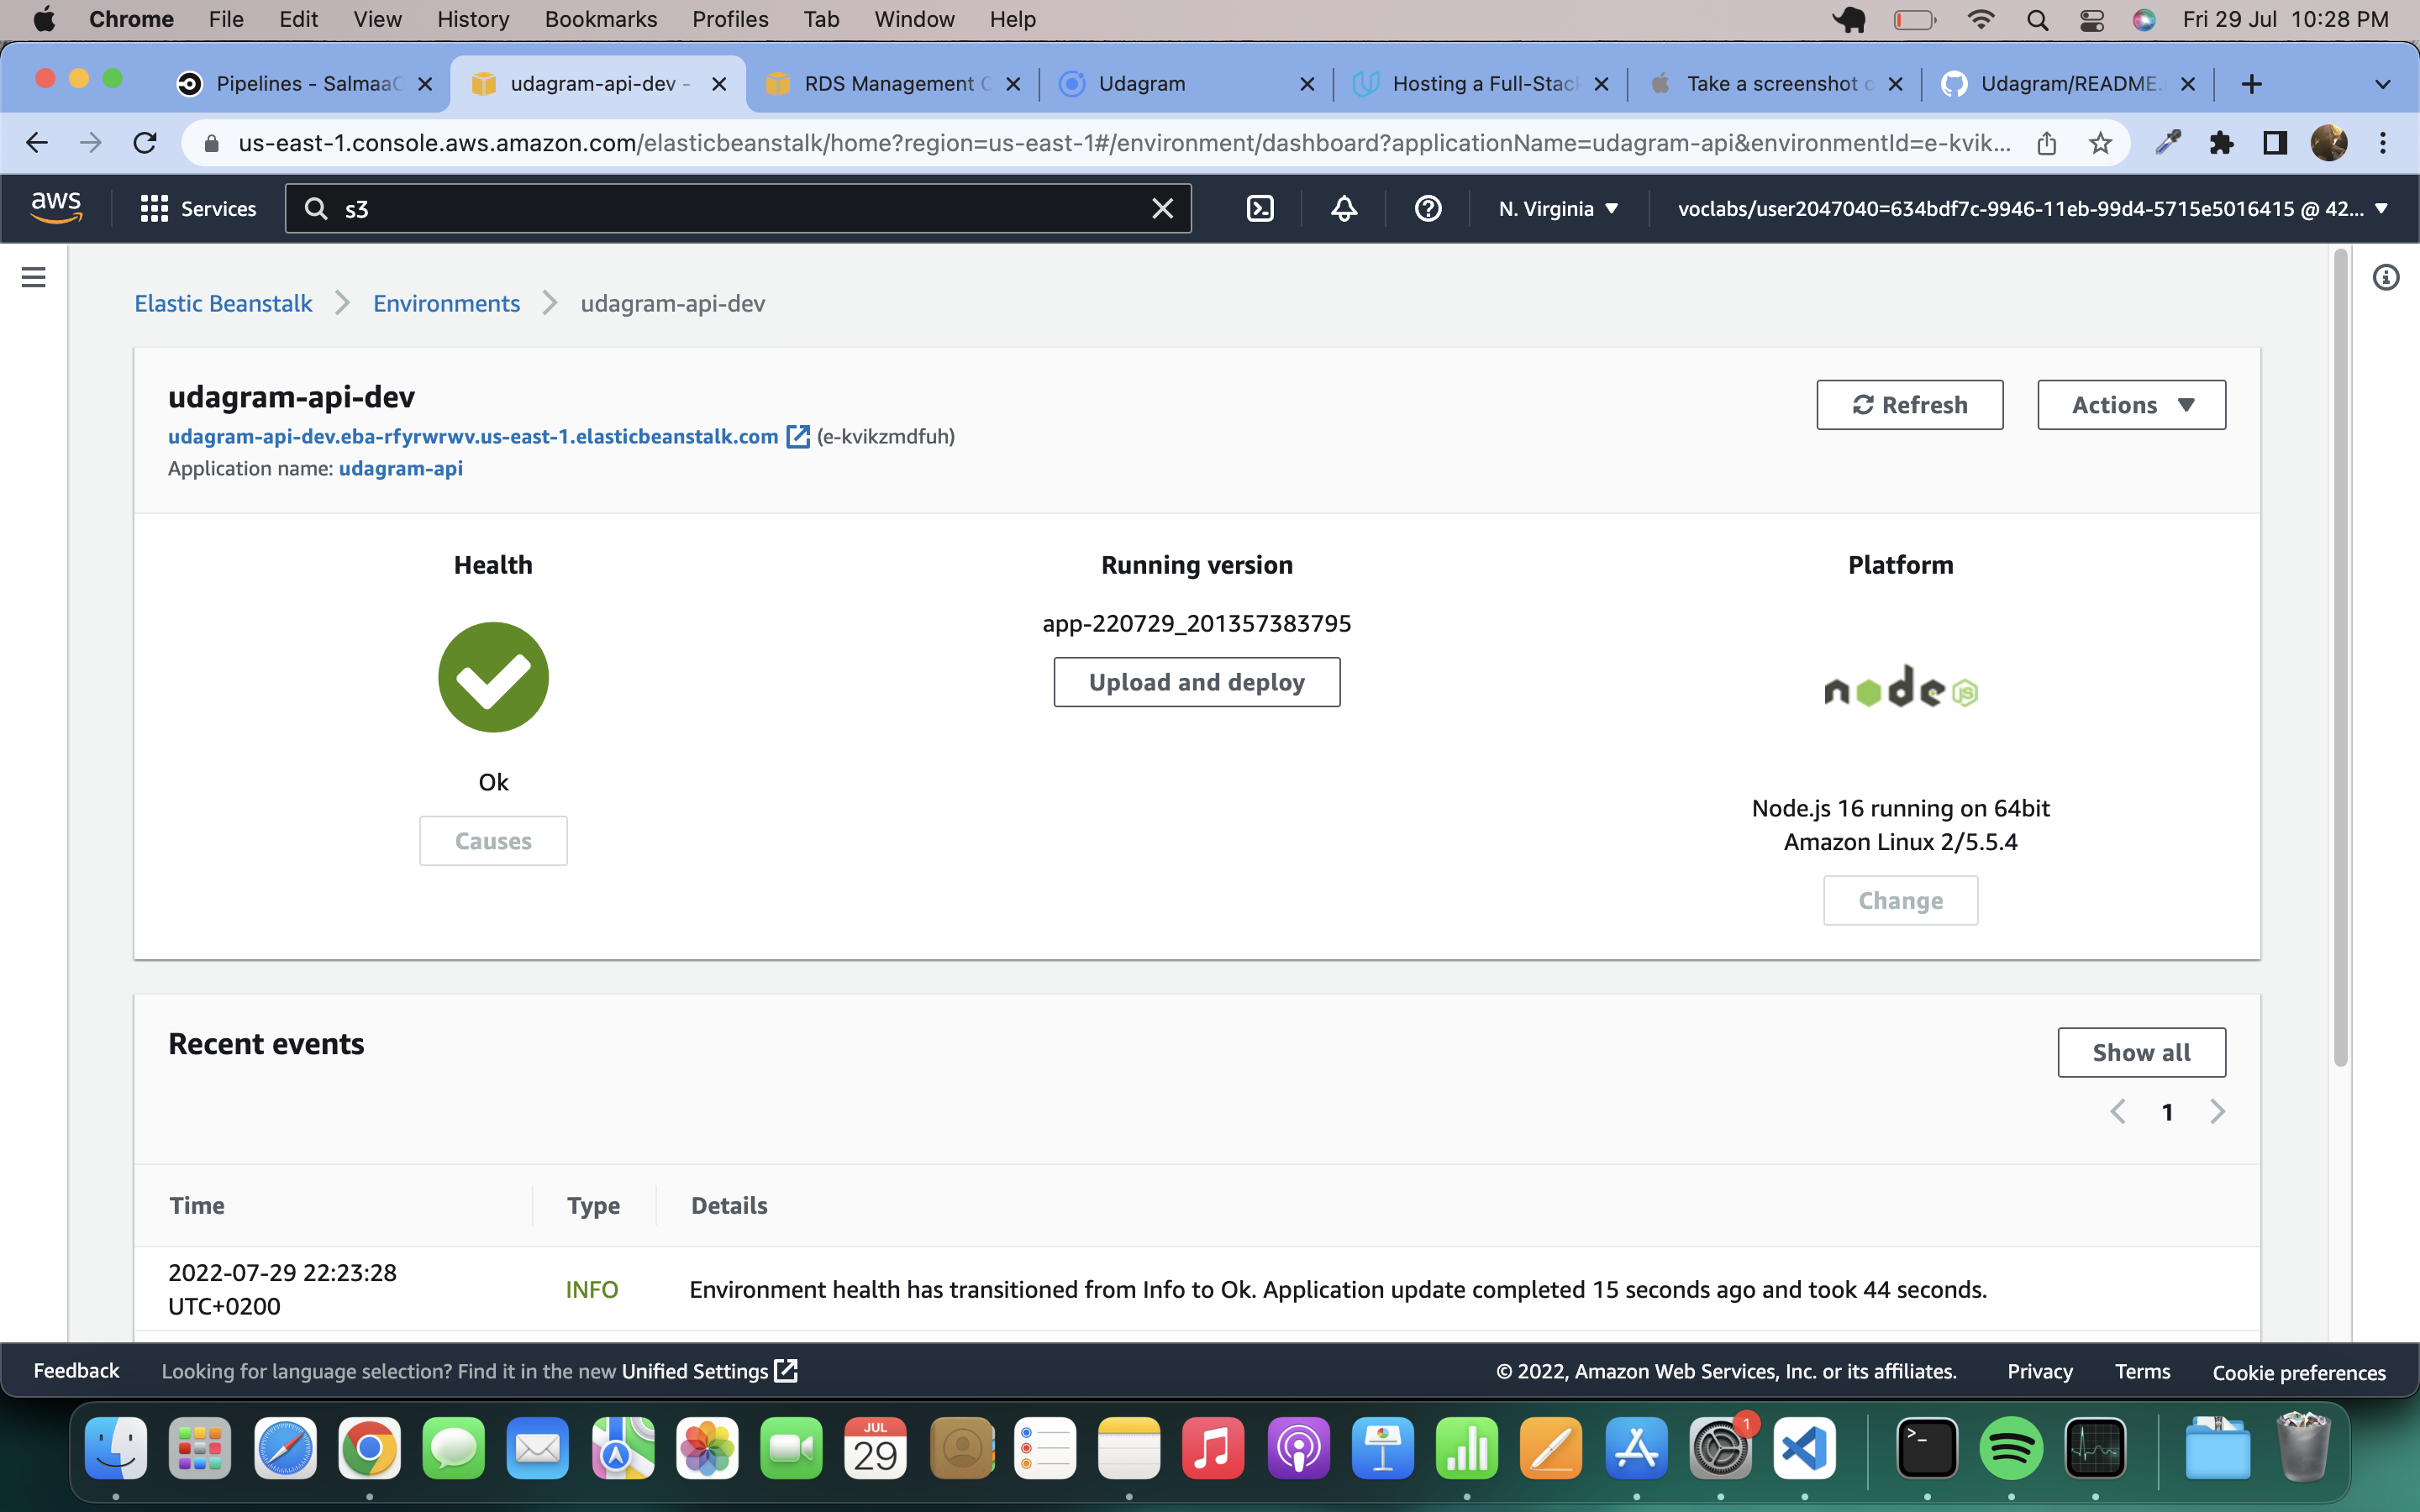 Chrome File Edit View History Bookmarks Profiles Tab Window Help Fri 29 Jul 10:28 PM
Pipelines - SalmaaC udagram-api-dev - RDS Management C Udagram Hosting a Full-Stac Take a screenshot o Udagram/README.
us-east-1.console.aws.amazon.com/elasticbeanstalk/home?region=us-east-1#/environment/dashboard?applicationName=udagram-api&environmentId=e-kvik...
aws Services s3 N. Virginia voclabs/user2047040=634bdf7c-9946-11eb-99d4-5715e5016415 @ 42...
Elastic Beanstalk Environments udagram-api-dev
udagram-api-dev
Refresh Actions
udagram-api-dev.eba-rfyrwrwv.us-east-1.elasticbeanstalk.com (e-kvikzmdfuh)
Application name: udagram-api
Health Running version Platform
app-220729_201357383795
Upload and deploy
node JS
Ok
Node.js 16 running on 64bit
Causes
Amazon Linux 2/5.5.4
Change
Recent events
Show all
1
Time Type Details
2022-07-29 22:23:28
UTC+0200
INFO Environment health has transitioned from Info to Ok. Application update completed 15 seconds ago and took 44 seconds.
Feedback Looking for language selection? Find it in the new Unified Settings © 2022, Amazon Web Services, Inc. or its affiliates. Privacy Terms Cookie preferences
JUL
29
1